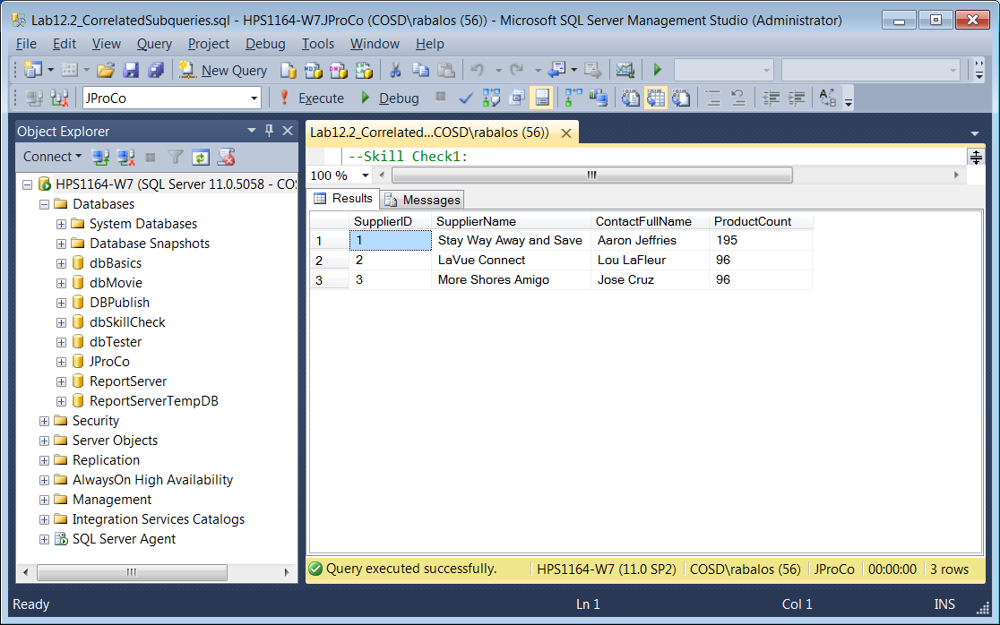 Lab12.2_CorrelatedSubqueries.sql - HPS1164-W7.JProCo (COSD\rabalos (56)) - Microsoft SQL Server Management Studio (Administrator)
File Edit View Query Project Debug Tools Window Help
New Query
JProCo Execute Debug
Object Explorer
Connect
HPS1164-W7 (SQL Server 11.0.5058 - COS
Databases
System Databases
Database Snapshots
dbBasics
dbMovie
DBPublish
dbSkillCheck
dbTester
JProCo
ReportServer
ReportServerTempDB
Security
Server Objects
Replication
AlwaysOn High Availability
Management
Integration Services Catalogs
SQL Server Agent
Lab12.2_Correlated...COSD\rabalos (56))
--Skill Check1:
100 %
Results Messages
SupplierID SupplierName ContactFullName ProductCount
1 1 Stay Way Away and Save Aaron Jeffries 195
2 2 LaVue Connect Lou LaFleur 96
3 3 More Shores Amigo Jose Cruz 96
Query executed successfully. HPS1164-W7 (11.0 SP2) COSD\rabalos (56) JProCo 00:00:00 3 rows
Ready Ln 1 Col 1 INS